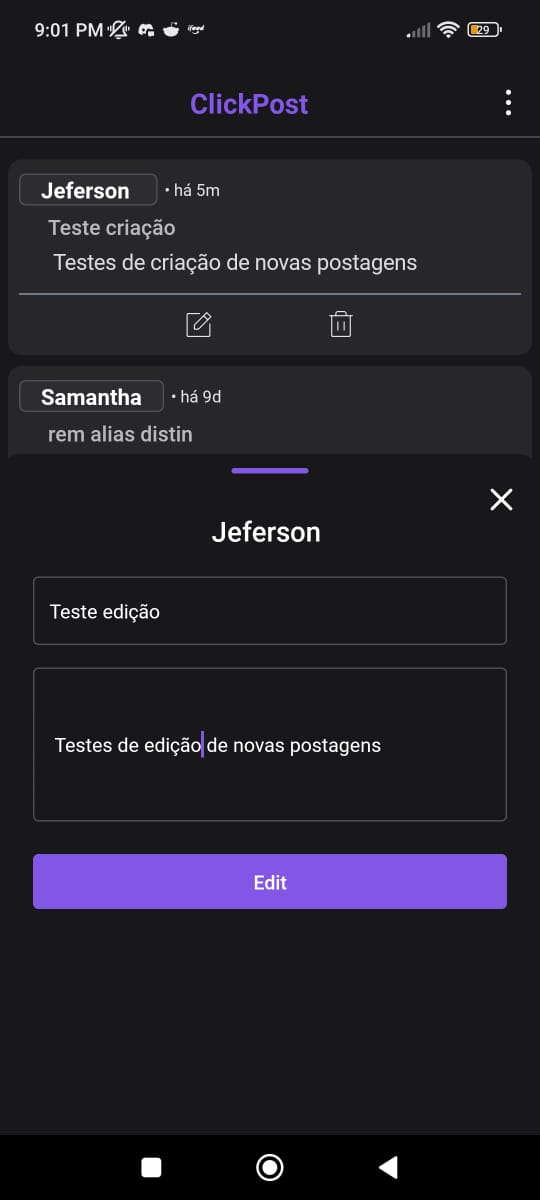 9:01 PM
29
ClickPost
Jeferson • há 5m
Teste criação
Testes de criação de novas postagens
Samantha • há 9d
rem alias distin
Jeferson
Teste edição
Testes de edição de novas postagens
Edit